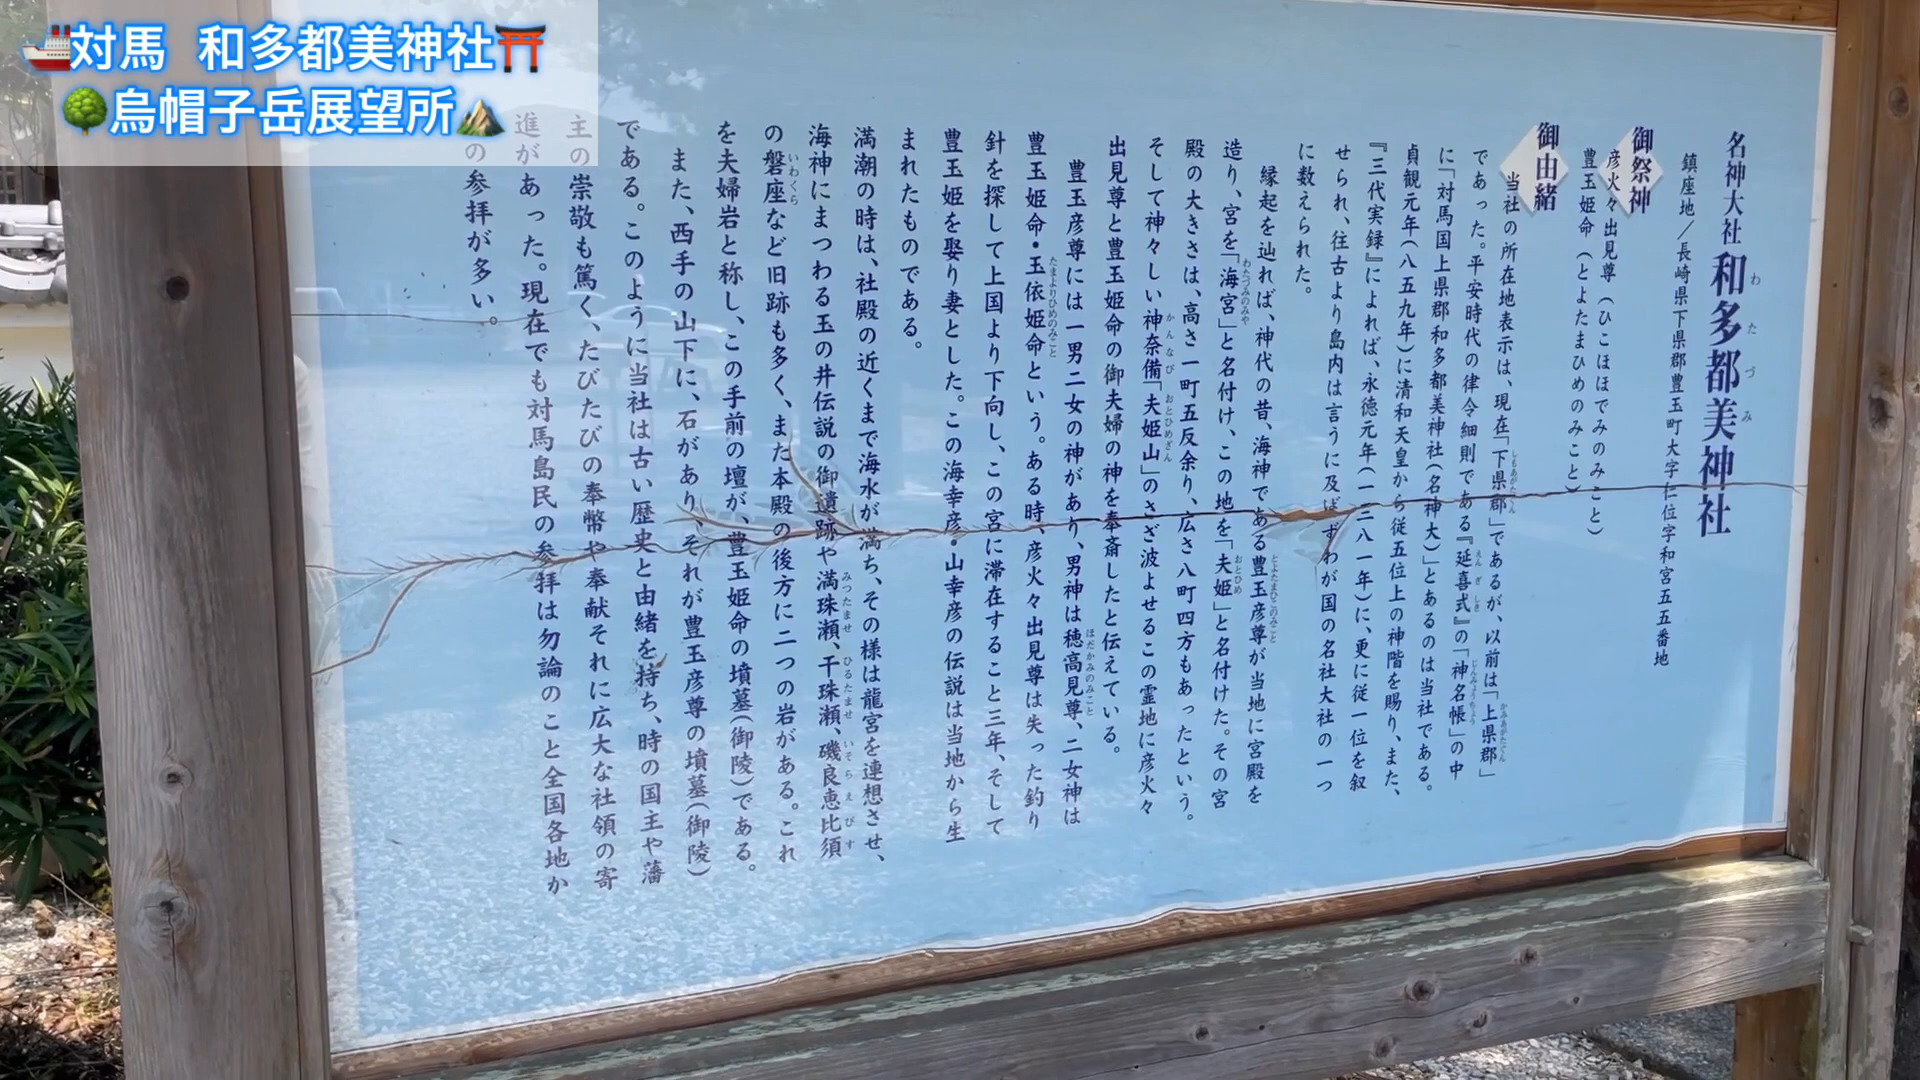 🚢対馬 和多都美神社⛩
🌳烏帽子岳展望所⛰
名神大社 和多都美神社
わたづみ
鎮座地／長崎県下県郡豊玉町大字仁位字和宮五五番地
御祭神
彦火々出見尊（ひこほほでみのみこと）
豊玉姫命（とよたまひめのみこと）
御由緒
当社の所在地表示は、現在「下県郡」であるが、以前は「上県郡」
であった。平安時代の律令細則である『延喜式』の「神名帳」の中
に「対馬国上県郡和多都美神社（名神大）」とあるのは当社である。
貞観元年（八五九年）に清和天皇から従五位上の神階を賜り、また、
『三代実録』によれば、永徳元年（一三八一年）に、更に従一位を叙
せられ、往古より島内は言うに及ばずわが国の名社大社の一つ
に数えられた。
縁起を辿れば、神代の昔、海神である豊玉彦尊が当地に宮殿を
造り、宮を「海宮」と名付け、この地を「夫姫」と名付けた。その宮
殿の大きさは、高さ一町五反余り、広さ八町四方もあったという。
そして神々しい神奈備「夫姫山」のさざ波よせるこの霊地に彦火々
出見尊と豊玉姫命の御夫婦の神を奉斎したと伝えている。
豊玉彦尊には一男二女の神があり、男神は穂高見尊、二女神は
豊玉姫命・玉依姫命という。ある時、彦火々出見尊は失った釣り
針を探して上国より下向し、この宮に滞在すること三年、そして
豊玉姫を娶り妻とした。この海幸彦・山幸彦の伝説は当地から生
まれたものである。
満潮の時は、社殿の近くまで海水が満ち、その様は龍宮を連想させ、
海神にまつわる玉の井伝説の御遺跡や満珠瀬、干珠瀬、磯良恵比須
の磐座など旧跡も多く、また本殿の後方に二つの岩がある。これ
を夫婦岩と称し、この手前の壇が、豊玉姫命の墳墓（御陵）である。
また、西手の山下に、石があり、それが豊玉彦尊の墳墓（御陵）
である。このように当社は古い歴史と由緒を持ち、時の国主や藩
主の崇敬も篤く、たびたびの奉幣や奉献それに広大な社領の寄
進があった。現在でも対馬島民の参拝は勿論のこと全国各地か
の参拝が多い。